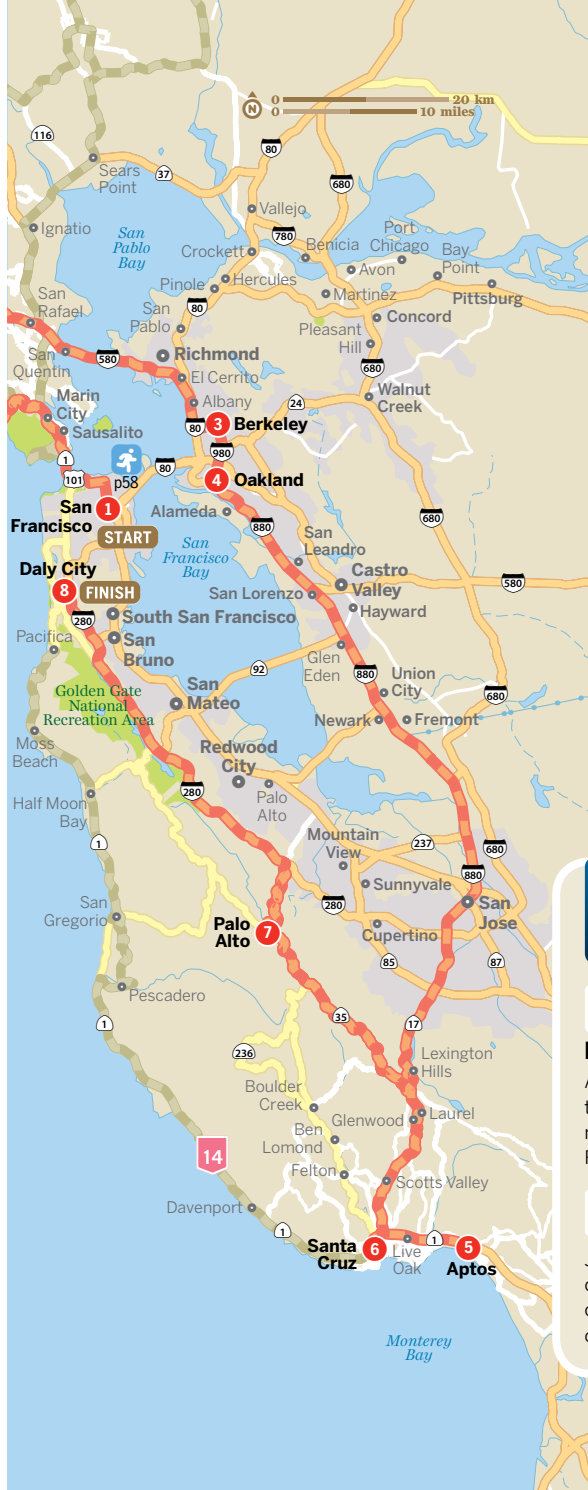 0 20 km
N
0 10 miles
116
80
Sears
Point
37
680
Vallejo
Ignatio
San
Pablo
Bay
780
Port
Chicago
Crockett
Benicia
Bay
Point
Avon
Hercules
Pinole
Martinez
Pittsburg
San
Rafael
80
San
Pablo
Concord
Pleasant
Hill
San
Quentin
580
Richmond
680
El Cerrito
Marin
City
Albany
24
Walnut
Creek
Sausalito
80
3
Berkeley
1
980
101
p58
80
4
Oakland
San
Francisco
1
START
Alameda
880
680
San
Francisco
Bay
San
Leandro
Daly City
8
FINISH
Castro
Valley
580
San Lorenzo
280
South San Francisco
Hayward
Pacifica
San
Bruno
Glen
Eden
92
880
Union
City
680
Golden Gate
National
Recreation Area
San
Mateo
Newark
Fremont
Moss
Beach
Redwood
City
280
Palo
Alto
Half Moon
Bay
1
Mountain
View
237
680
880
Sunnyvale
280
San
Jose
San
Gregorio
Palo
Alto
7
Cupertino
85
87
Pescadero
1
35
17
236
Lexington
Hills
Boulder
Creek
Glenwood
Laurel
Ben
Lomond
14
Felton
Scotts Valley
Davenport
1
Santa
Cruz
6
Live
Oak
1
5
Aptos
Monterey
Bay